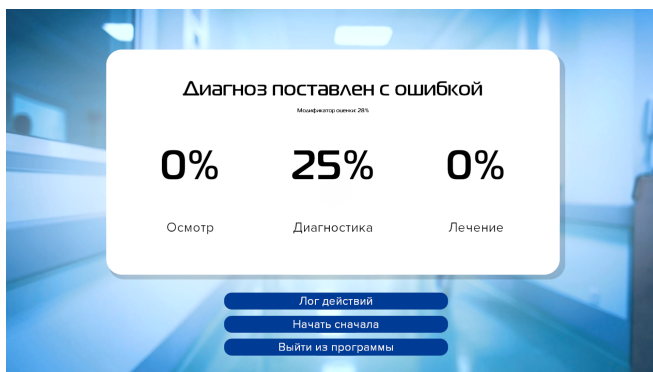 Диагноз поставлен с ошибкой
Модификатор оценки: 28%
0% 25% 0%
Осмотр Диагностика Лечение
Лог действий
Начать сначала
Выйти из программы